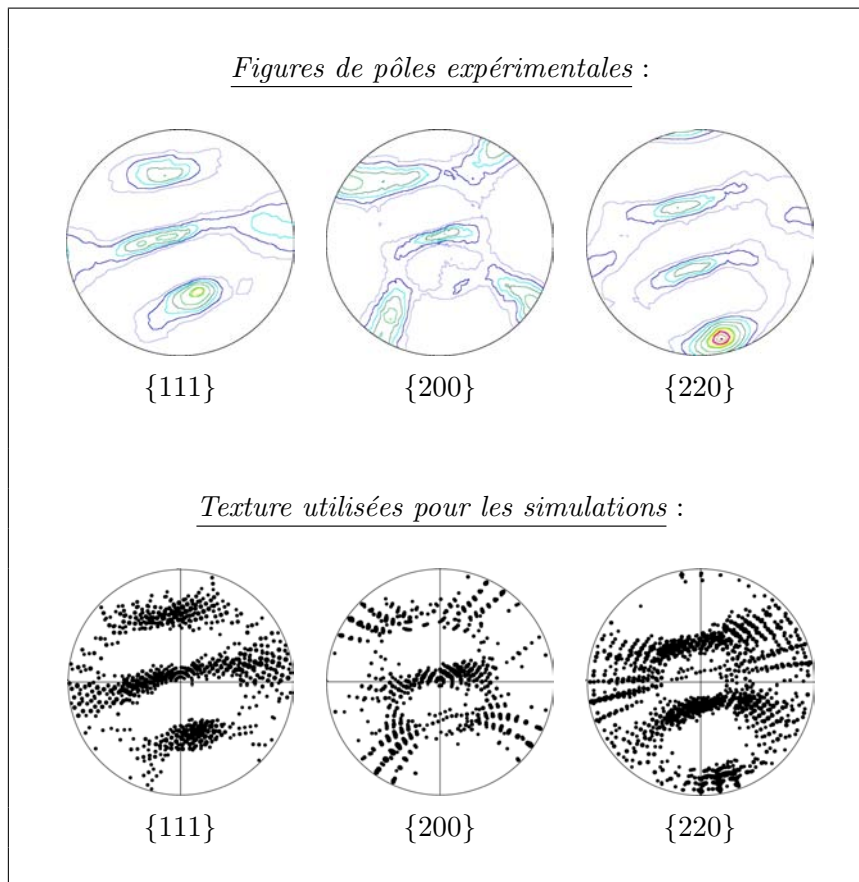 Figures de pôles expérimentales :
{111} {200} {220}
Texture utilisées pour les simulations :
{111} {200} {220}